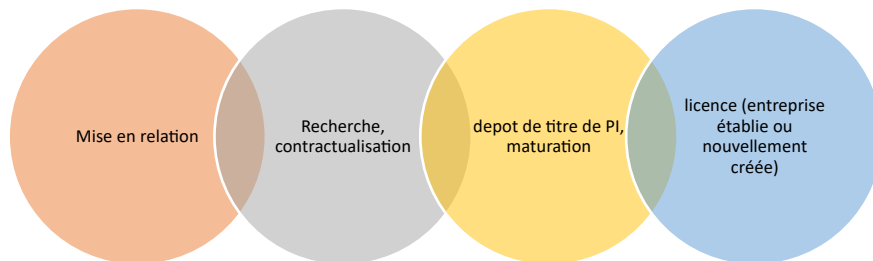 Mise en relation
Recherche,
contractualisation
depot de titre de PI,
maturation
licence (entreprise
établie ou
nouvellement
créée)